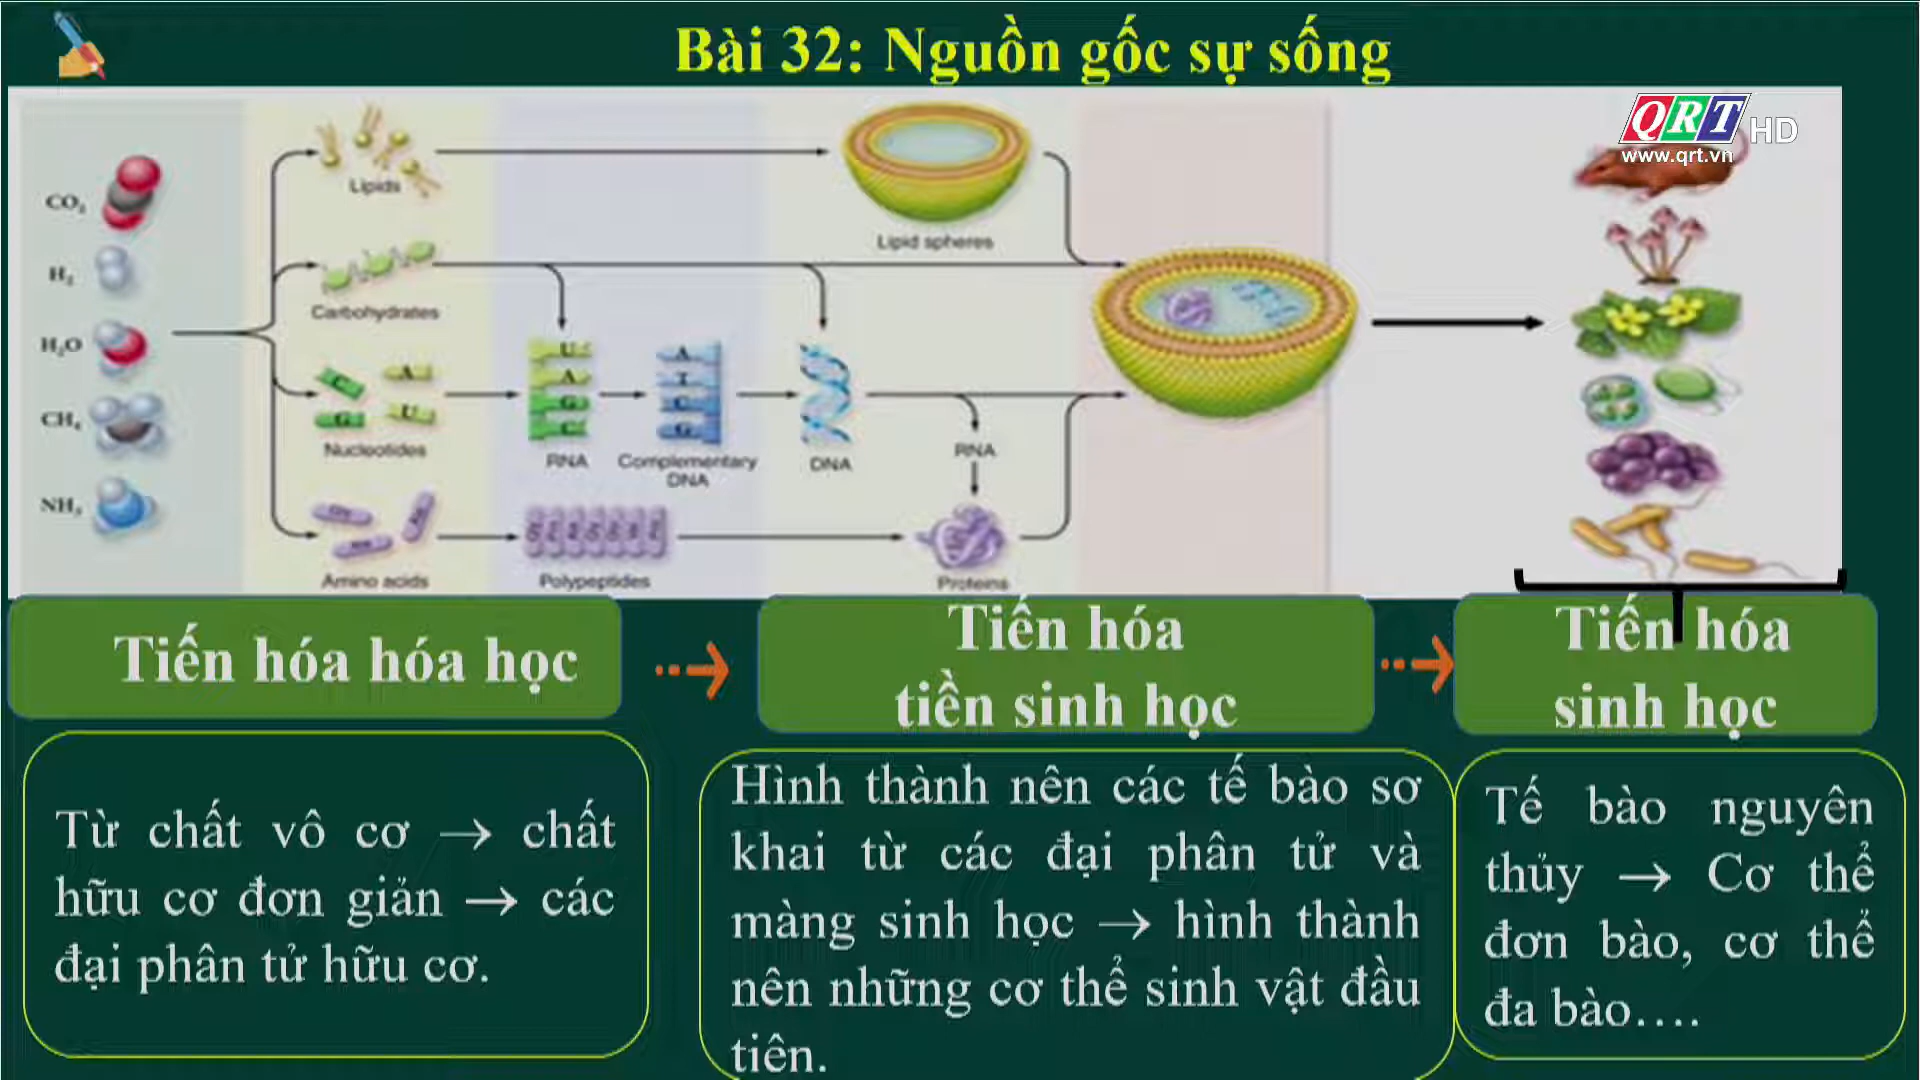 Bài 32: Nguồn gốc sự sống
QRT HD
www.qrt.vn
CO2
H2
H2O
CH4
NH3
Lipids
Carbohydrates
C A
G U
Nucleotides
Amino acids
U
A
G
C
RNA
A
T
C
G
Complementary
DNA
DNA
RNA
Polypeptides
Proteins
Lipid spheres
Tiến hóa hóa học
Tiến hóa
tiền sinh học
Tiến hóa
sinh học
Từ chất vô cơ → chất
hữu cơ đơn giản → các
đại phân tử hữu cơ.
Hình thành nên các tế bào sơ
khai từ các đại phân tử và
màng sinh học → hình thành
nên những cơ thể sinh vật đầu
tiên.
Tế bào nguyên
thủy → Cơ thể
đơn bào, cơ thể
đa bào....